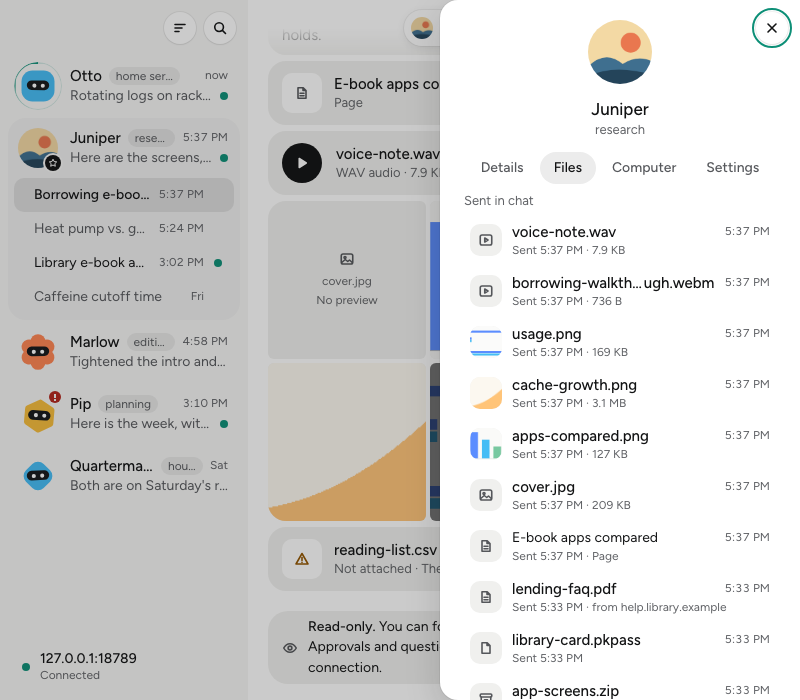 Otto home ser... now
Rotating logs on rack...
Juniper rese... 5:37 PM
Here are the screens,...
Borrowing e-boo... 5:37 PM
Heat pump vs. g... 5:24 PM
Library e-book a... 3:02 PM
Caffeine cutoff time Fri
Marlow editi... 4:58 PM
Tightened the intro and...
Pip planning 3:10 PM
Here is the week, wit...
Quarterma... hou... Sat
Both are on Saturday's r...
127.0.0.1:18789
Connected
holds.
E-book apps co
Page
voice-note.wav
WAV audio · 7.9 K
cover.jpg
No preview
reading-list.csv
Not attached · The
Read-only. You can fo
Approvals and questi
connection.
Juniper
research
Details Files Computer Settings
Sent in chat
voice-note.wav 5:37 PM
Sent 5:37 PM · 7.9 KB
borrowing-walkth...ugh.webm 5:37 PM
Sent 5:37 PM · 736 B
usage.png 5:37 PM
Sent 5:37 PM · 169 KB
cache-growth.png 5:37 PM
Sent 5:37 PM · 3.1 MB
apps-compared.png 5:37 PM
Sent 5:37 PM · 127 KB
cover.jpg 5:37 PM
Sent 5:37 PM · 209 KB
E-book apps compared 5:37 PM
Sent 5:37 PM · Page
lending-faq.pdf 5:33 PM
Sent 5:33 PM · from help.library.example
library-card.pkpass 5:33 PM
Sent 5:33 PM
app-screens.zip 5:33 PM